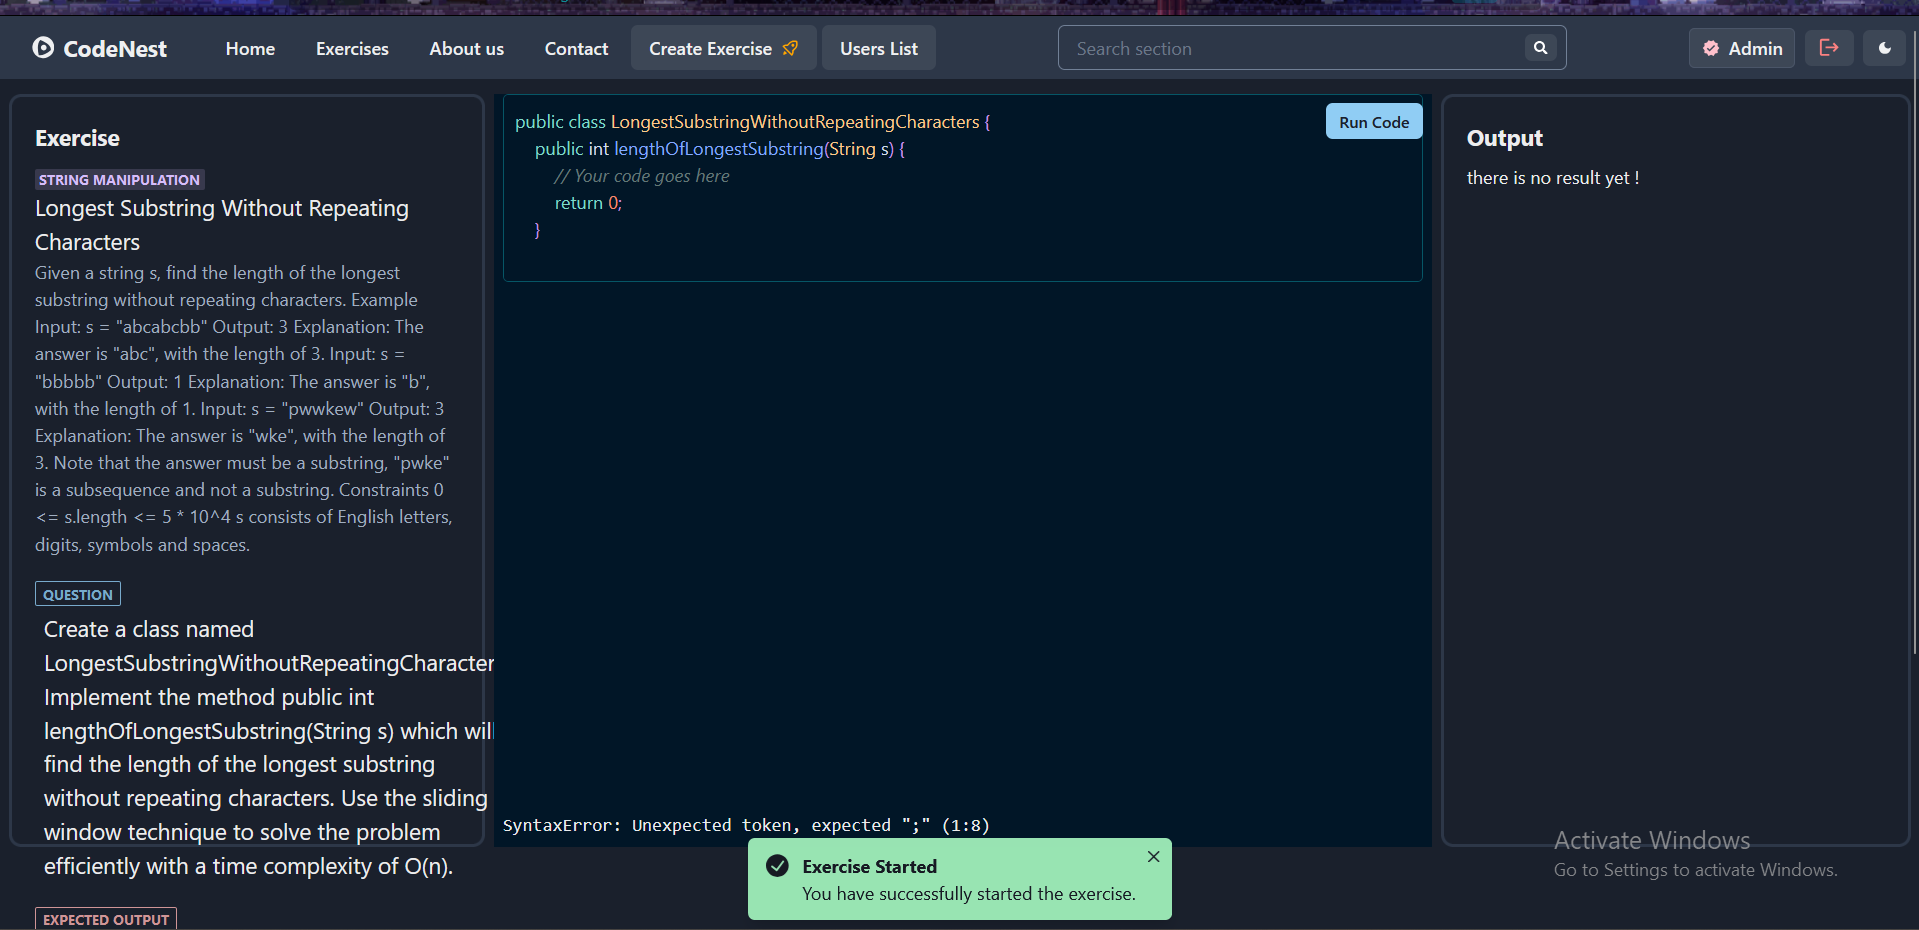 CodeNest
Home
Exercises
About us
Contact
Create Exercise
Users List
Search section
Admin
Exercise
STRING MANIPULATION
Longest Substring Without Repeating
Characters
Given a string s, find the length of the longest
substring without repeating characters. Example
Input: s = "abcabcbb" Output: 3 Explanation: The
answer is "abc", with the length of 3. Input: s =
"bbbbb" Output: 1 Explanation: The answer is "b",
with the length of 1. Input: s = "pwwkew" Output: 3
Explanation: The answer is "wke", with the length of
3. Note that the answer must be a substring, "pwke"
is a subsequence and not a substring. Constraints 0
<= s.length <= 5 * 10^4 s consists of English letters,
digits, symbols and spaces.
QUESTION
Create a class named
LongestSubstringWithoutRepeatingCharacter
Implement the method public int
lengthOfLongestSubstring(String s) which will
find the length of the longest substring
without repeating characters. Use the sliding
window technique to solve the problem
efficiently with a time complexity of O(n).
EXPECTED OUTPUT
public class LongestSubstringWithoutRepeatingCharacters {
public int lengthOfLongestSubstring(String s) {
// Your code goes here
return 0;
}
Run Code
SyntaxError: Unexpected token, expected ";" (1:8)
Exercise Started
You have successfully started the exercise.
Output
there is no result yet !
Activate Windows
Go to Settings to activate Windows.